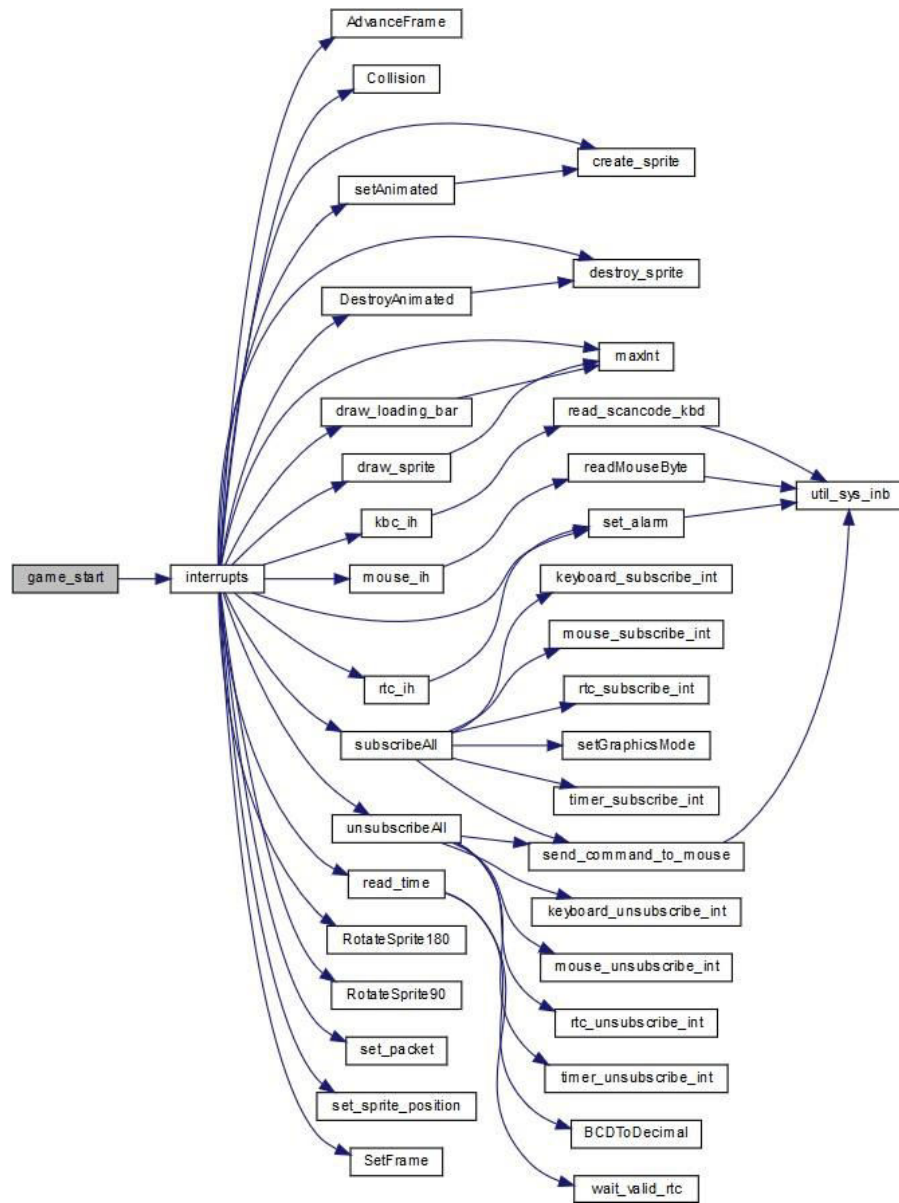 AdvanceFrame
Collision
create_sprite
setAnimated
destroy_sprite
DestroyAnimated
maxInt
draw_loading_bar
read_scancode_kbd
draw_sprite
readMouseByte
util_sys_inb
kbc_ih
set_alarm
game_start
interrupts
mouse_ih
keyboard_subscribe_int
mouse_subscribe_int
rtc_ih
rtc_subscribe_int
subscribeAll
setGraphicsMode
timer_subscribe_int
unsubscribeAll
send_command_to_mouse
read_time
keyboard_unsubscribe_int
RotateSprite180
mouse_unsubscribe_int
RotateSprite90
rtc_unsubscribe_int
set_packet
timer_unsubscribe_int
set_sprite_position
BCDToDecimal
SetFrame
wait_valid_rtc